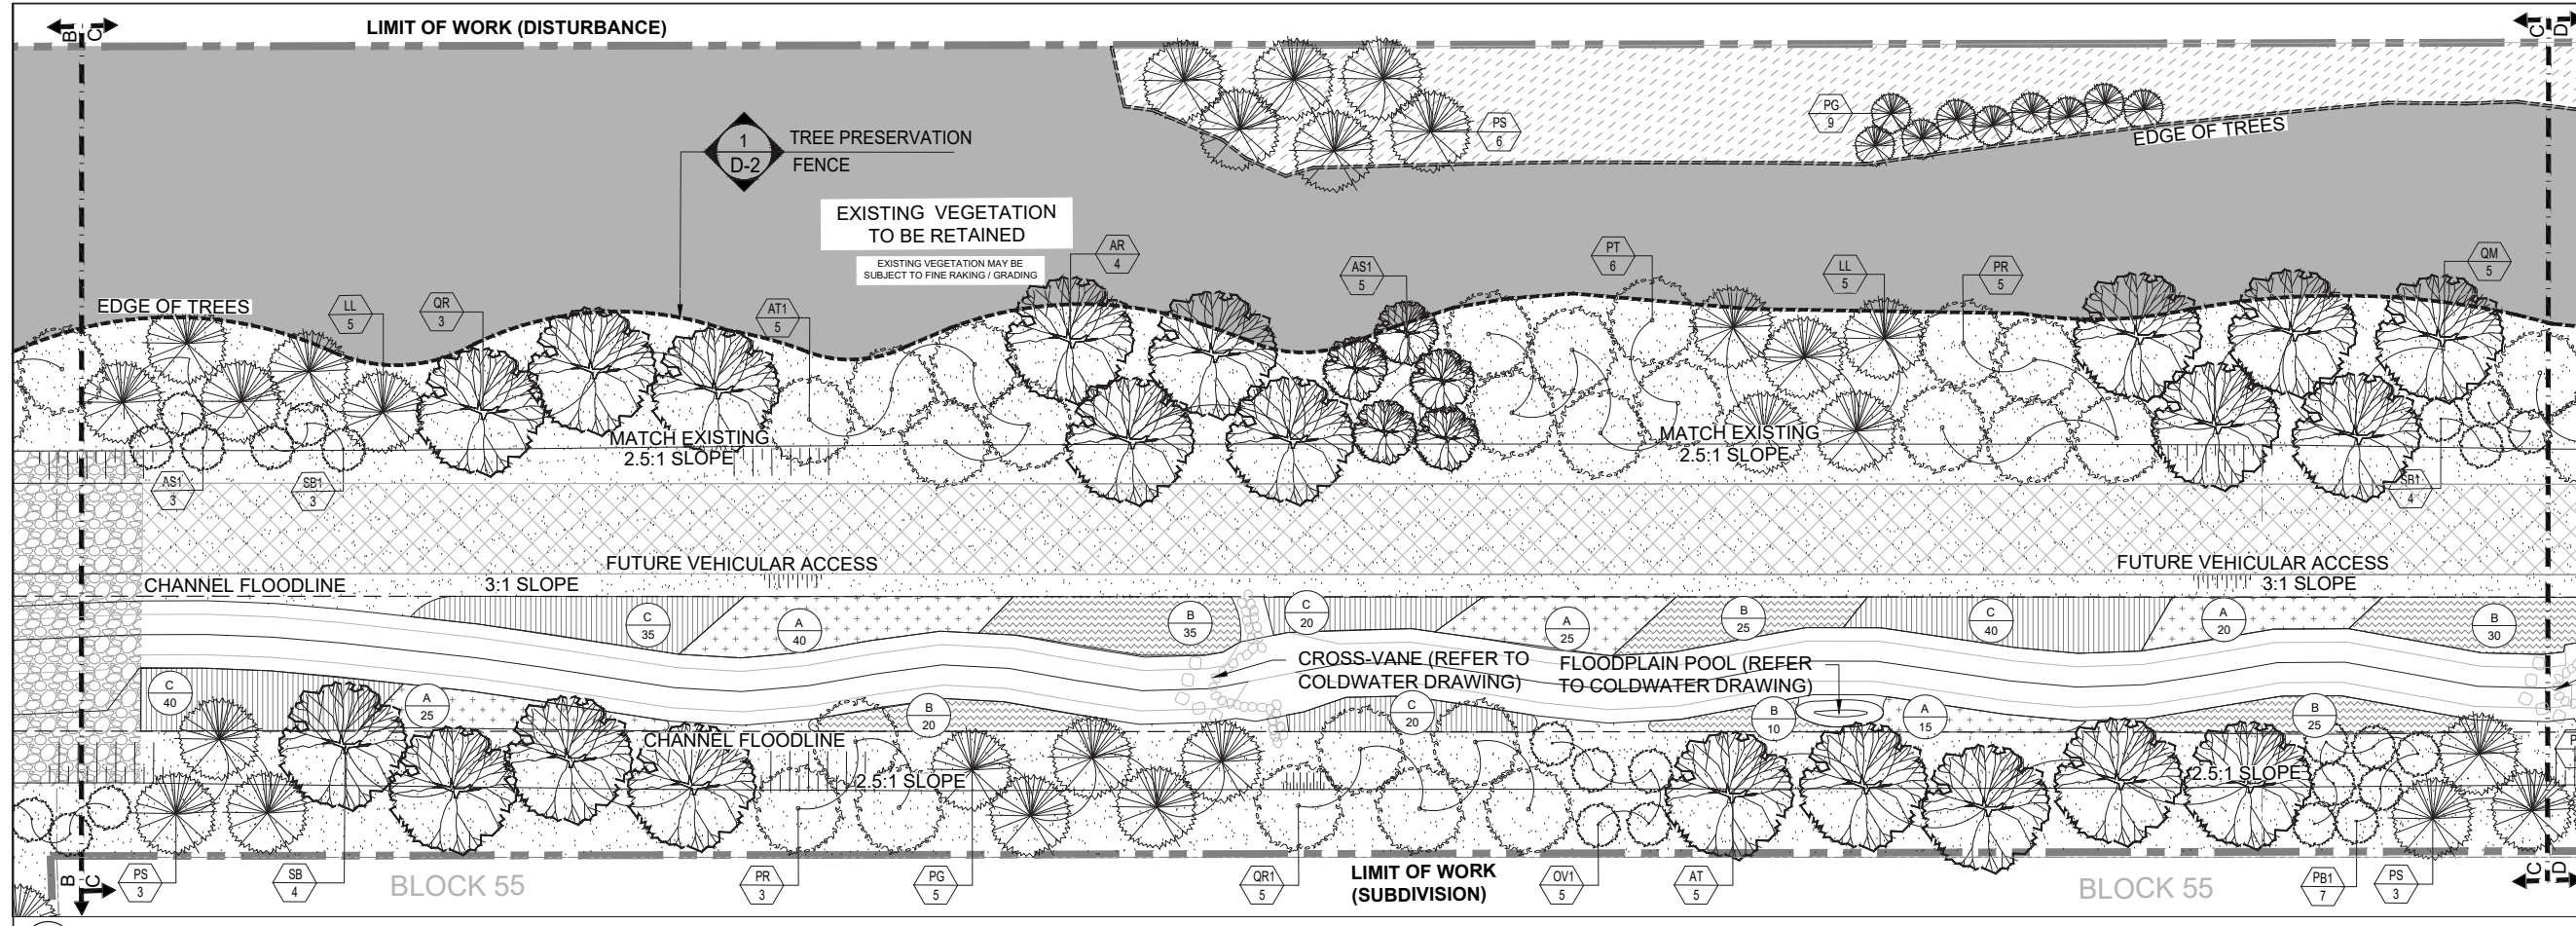 LIMIT OF WORK (DISTURBANCE)
B
C
C
D
1
D-2
TREE PRESERVATION
FENCE
PS
6
PG
9
EDGE OF TREES
EXISTING VEGETATION
TO BE RETAINED
EXISTING VEGETATION MAY BE
SUBJECT TO FINE RAKING / GRADING
AR
4
AS1
5
PT
6
LL
5
PR
5
QM
5
EDGE OF TREES
LL
5
QR
3
AT1
5
MATCH EXISTING
2.5:1 SLOPE
MATCH EXISTING
2.5:1 SLOPE
AS1
3
SB1
3
SB1
4
FUTURE VEHICULAR ACCESS
FUTURE VEHICULAR ACCESS
CHANNEL FLOODLINE
3:1 SLOPE
3:1 SLOPE
C
35
A
40
B
35
C
20
A
25
B
25
C
40
A
20
B
30
CROSS-VANE (REFER TO
COLDWATER DRAWING)
FLOODPLAIN POOL (REFER
TO COLDWATER DRAWING)
C
40
A
25
B
20
C
20
B
10
A
15
B
25
CHANNEL FLOODLINE
2.5:1 SLOPE
2.5:1 SLOPE
B
C
PS
3
SB
4
BLOCK 55
PR
3
PG
5
QR1
5
LIMIT OF WORK
(SUBDIVISION)
OV1
5
AT
5
BLOCK 55
PB1
7
PS
3
C
D